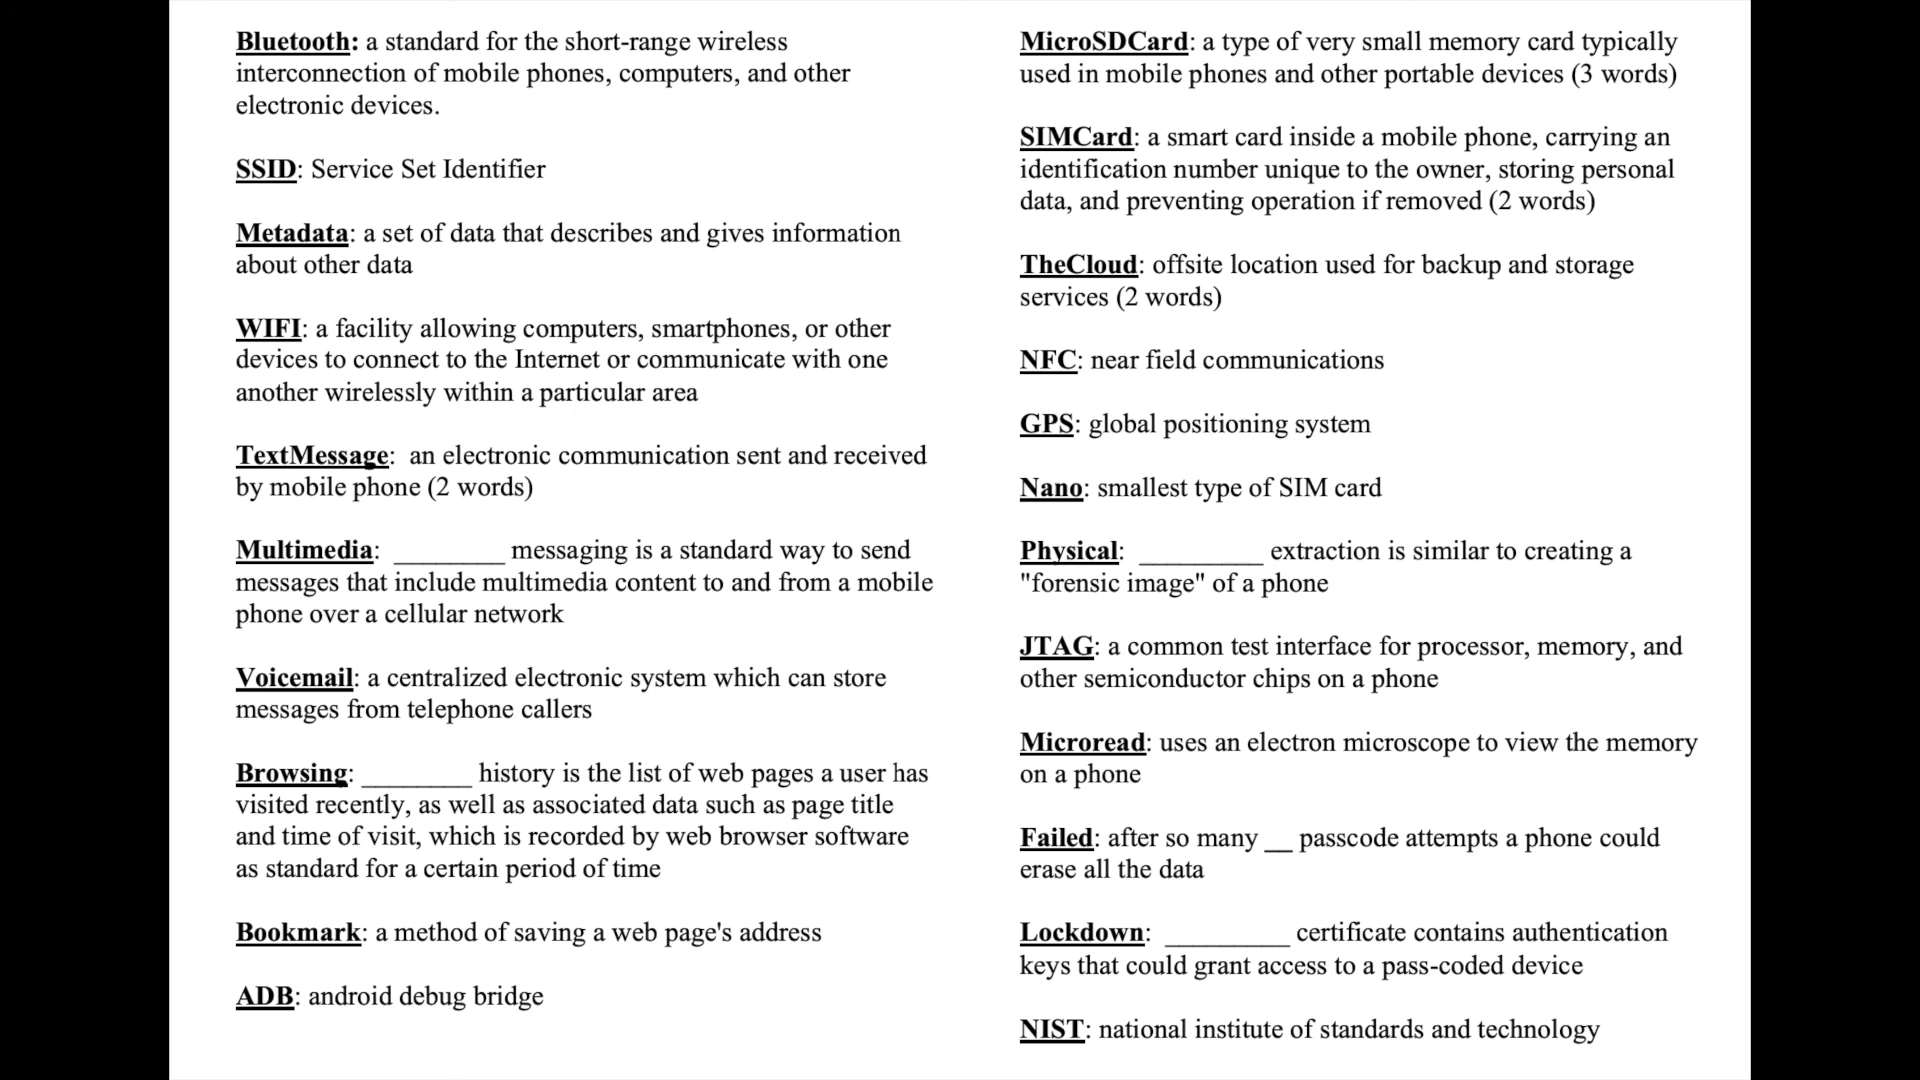 Bluetooth: a standard for the short-range wireless
interconnection of mobile phones, computers, and other
electronic devices.
SSID: Service Set Identifier
Metadata: a set of data that describes and gives information
about other data
WIFI: a facility allowing computers, smartphones, or other
devices to connect to the Internet or communicate with one
another wirelessly within a particular area
TextMessage:  an electronic communication sent and received
by mobile phone (2 words)
Multimedia:  ________ messaging is a standard way to send
messages that include multimedia content to and from a mobile
phone over a cellular network
Voicemail: a centralized electronic system which can store
messages from telephone callers
Browsing: ________ history is the list of web pages a user has
visited recently, as well as associated data such as page title
and time of visit, which is recorded by web browser software
as standard for a certain period of time
Bookmark: a method of saving a web page's address
ADB: android debug bridge
MicroSDCard: a type of very small memory card typically
used in mobile phones and other portable devices (3 words)
SIMCard: a smart card inside a mobile phone, carrying an
identification number unique to the owner, storing personal
data, and preventing operation if removed (2 words)
TheCloud: offsite location used for backup and storage
services (2 words)
NFC: near field communications
GPS: global positioning system
Nano: smallest type of SIM card
Physical:  _________ extraction is similar to creating a
"forensic image" of a phone
JTAG: a common test interface for processor, memory, and
other semiconductor chips on a phone
Microread: uses an electron microscope to view the memory
on a phone
Failed: after so many __ passcode attempts a phone could
erase all the data
Lockdown:  _________ certificate contains authentication
keys that could grant access to a pass-coded device
NIST: national institute of standards and technology